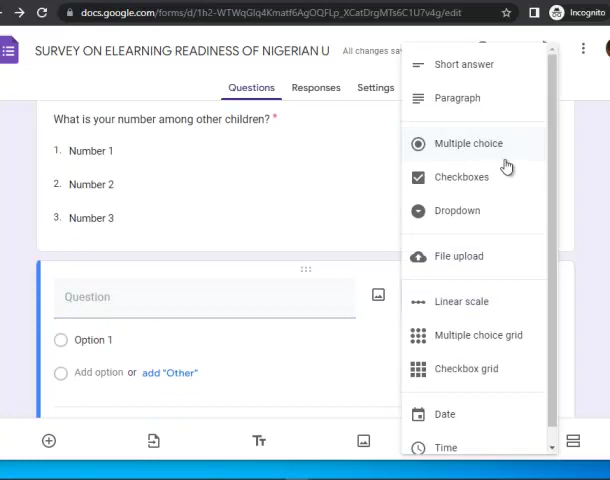 docs.google.com/forms/d/1h2-WTWqGlq4Kmatf6AgOQFLp_XCatDrgMTs6C1U7v4g/edit
Incognito
SURVEY ON ELEARNING READINESS OF NIGERIAN U
All changes sav
Questions
Responses
Settings
What is your number among other children? *
1. Number 1
2. Number 2
3. Number 3
Question
Option 1
Add option or add "Other"
Short answer
Paragraph
Multiple choice
Checkboxes
Dropdown
File upload
Linear scale
Multiple choice grid
Checkbox grid
Date
Time
Tт